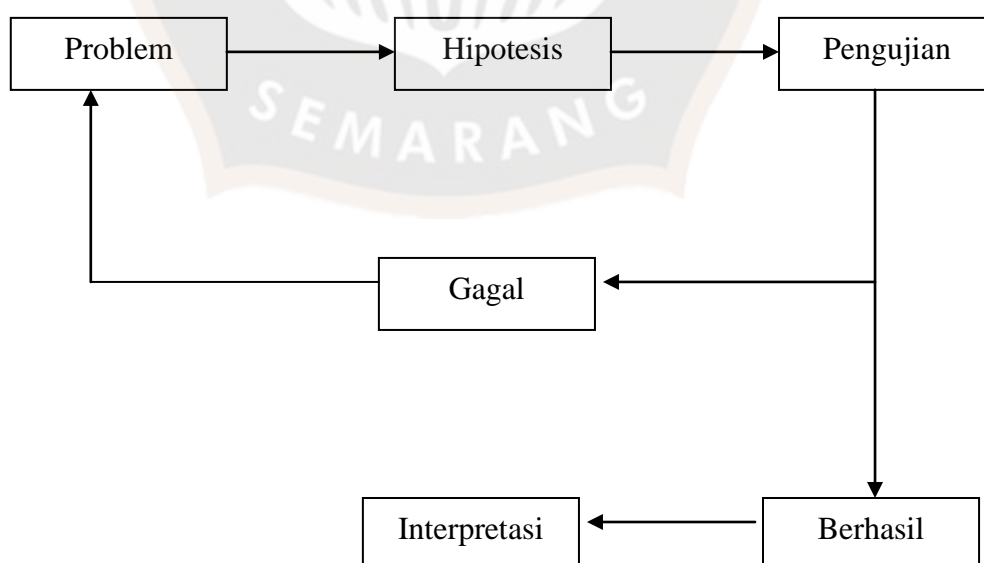 Problem
Hipotesis
Pengujian
SEMARANG
Gagal
Interpretasi
Berhasil